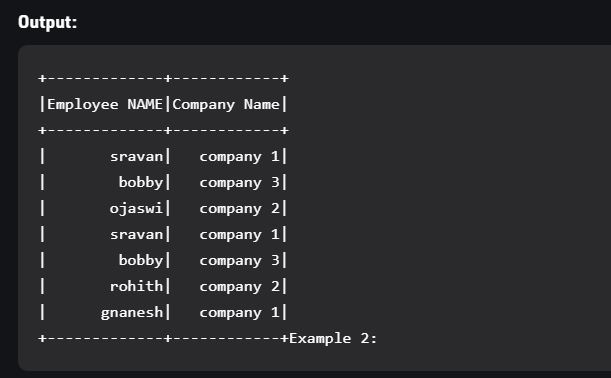 Output:
+-------------+------------+
|Employee NAME|Company Name|
+-------------+------------+
|       sravan|   company 1|
|        bobby|   company 3|
|       ojaswi|   company 2|
|       sravan|   company 1|
|        bobby|   company 3|
|       rohith|   company 2|
|      gnanesh|   company 1|
+-------------+------------+Example 2: